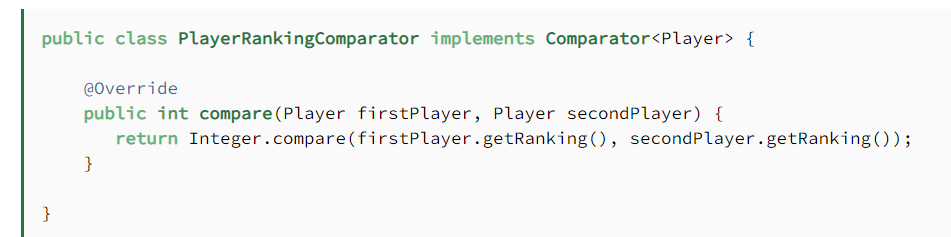 public class PlayerRankingComparator implements Comparator<Player> {
@Override
public int compare(Player firstPlayer, Player secondPlayer) {
return Integer.compare(firstPlayer.getRanking(), secondPlayer.getRanking());
}
}